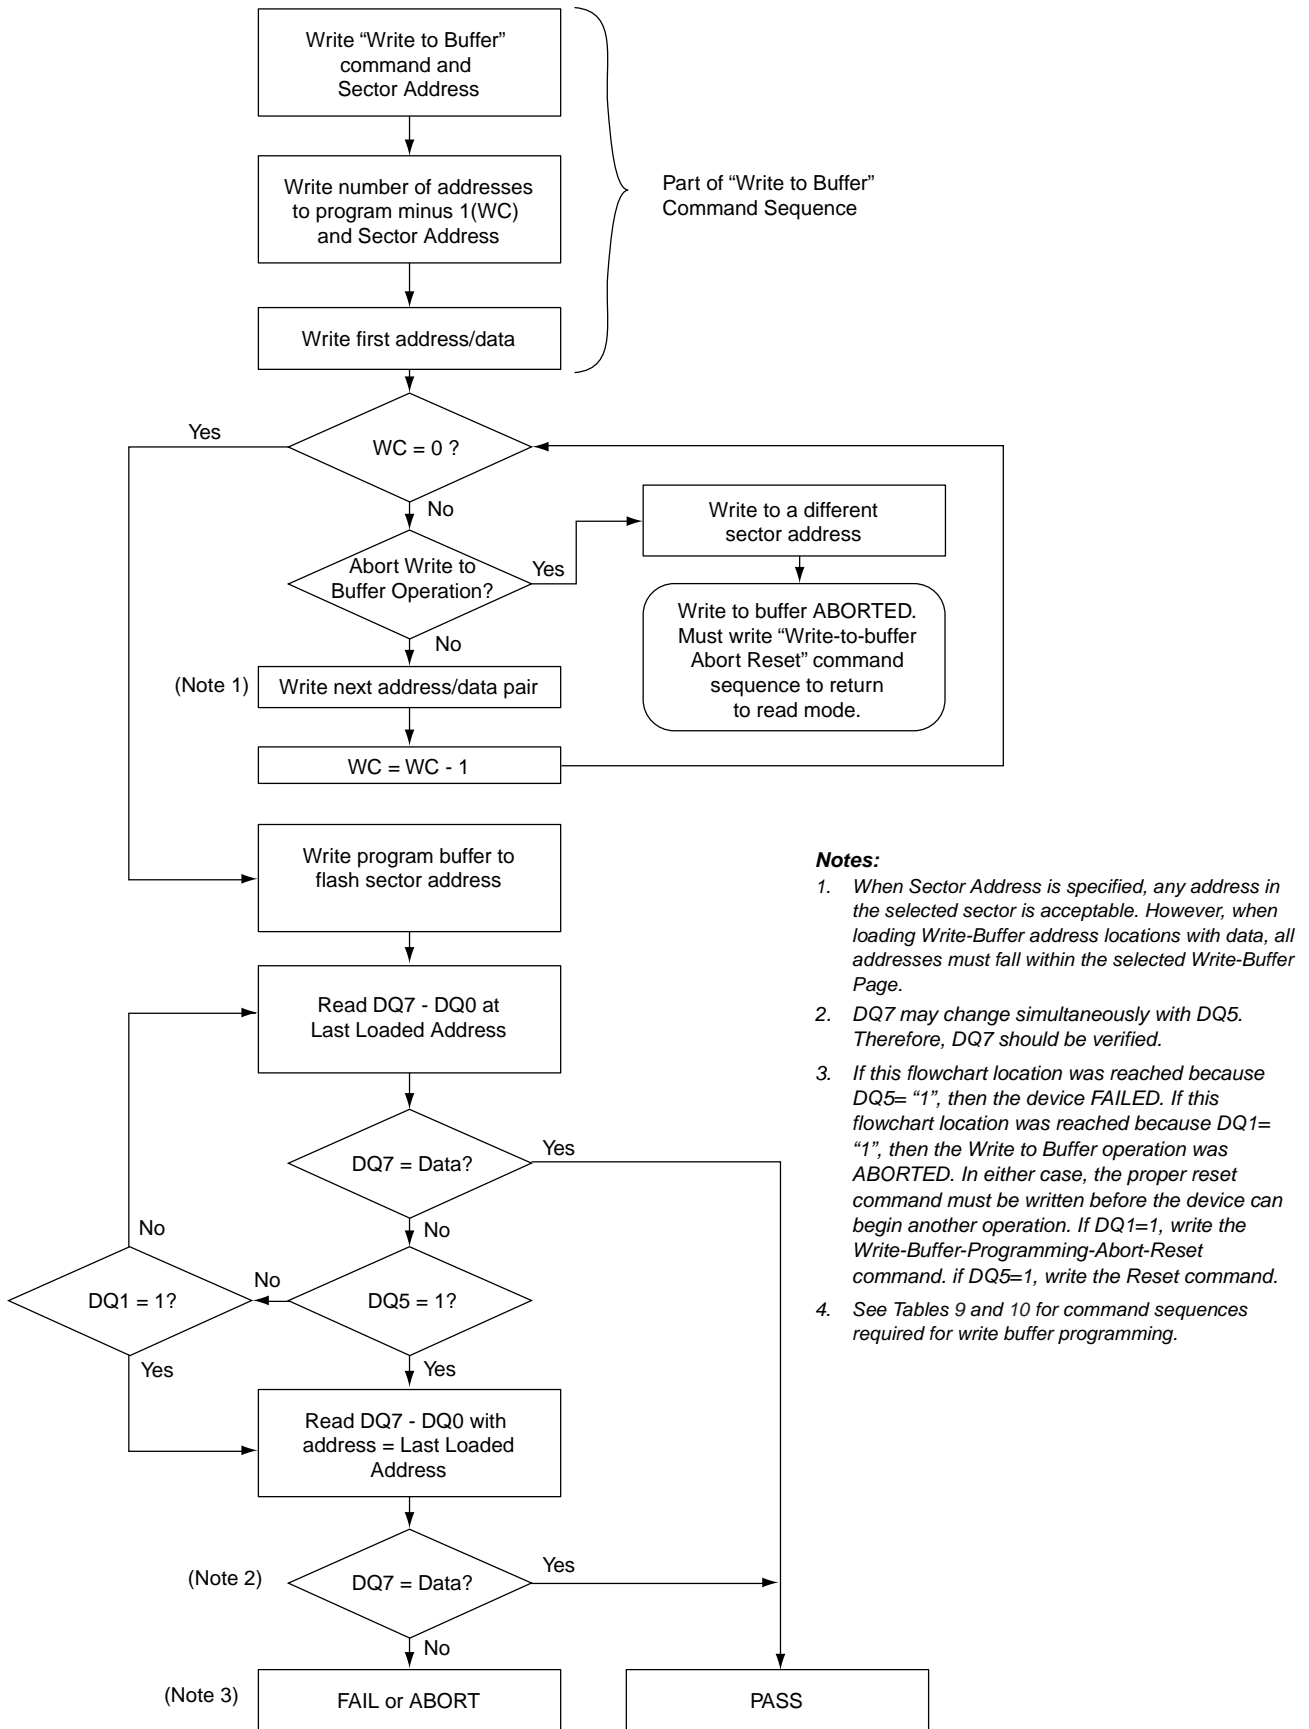 Write “Write to Buffer”
command and
Sector Address
Write number of addresses
to program minus 1(WC)
and Sector Address
Part of “Write to Buffer”
Command Sequence
Write first address/data
Yes
WC = 0 ?
No
Write to a different
sector address
Abort Write to
Buffer Operation?
Yes
Write to buffer ABORTED.
Must write “Write-to-buffer
Abort Reset” command
sequence to return
to read mode.
No
(Note 1)
Write next address/data pair
WC = WC - 1
Write program buffer to
flash sector address
Read DQ7 - DQ0 at
Last Loaded Address
DQ7 = Data?
Yes
No
No
DQ1 = 1?
No
DQ5 = 1?
Yes
Yes
Read DQ7 - DQ0 with
address = Last Loaded
Address
(Note 2)
DQ7 = Data?
Yes
No
(Note 3)
FAIL or ABORT
PASS
Notes:
1. When Sector Address is specified, any address in
the selected sector is acceptable. However, when
loading Write-Buffer address locations with data, all
addresses must fall within the selected Write-Buffer
Page.
2. DQ7 may change simultaneously with DQ5.
Therefore, DQ7 should be verified.
3. If this flowchart location was reached because
DQ5= “1”, then the device FAILED. If this
flowchart location was reached because DQ1=
“1”, then the Write to Buffer operation was
ABORTED. In either case, the proper reset
command must be written before the device can
begin another operation. If DQ1=1, write the
Write-Buffer-Programming-Abort-Reset
command. if DQ5=1, write the Reset command.
4. See Tables 9 and 10 for command sequences
required for write buffer programming.